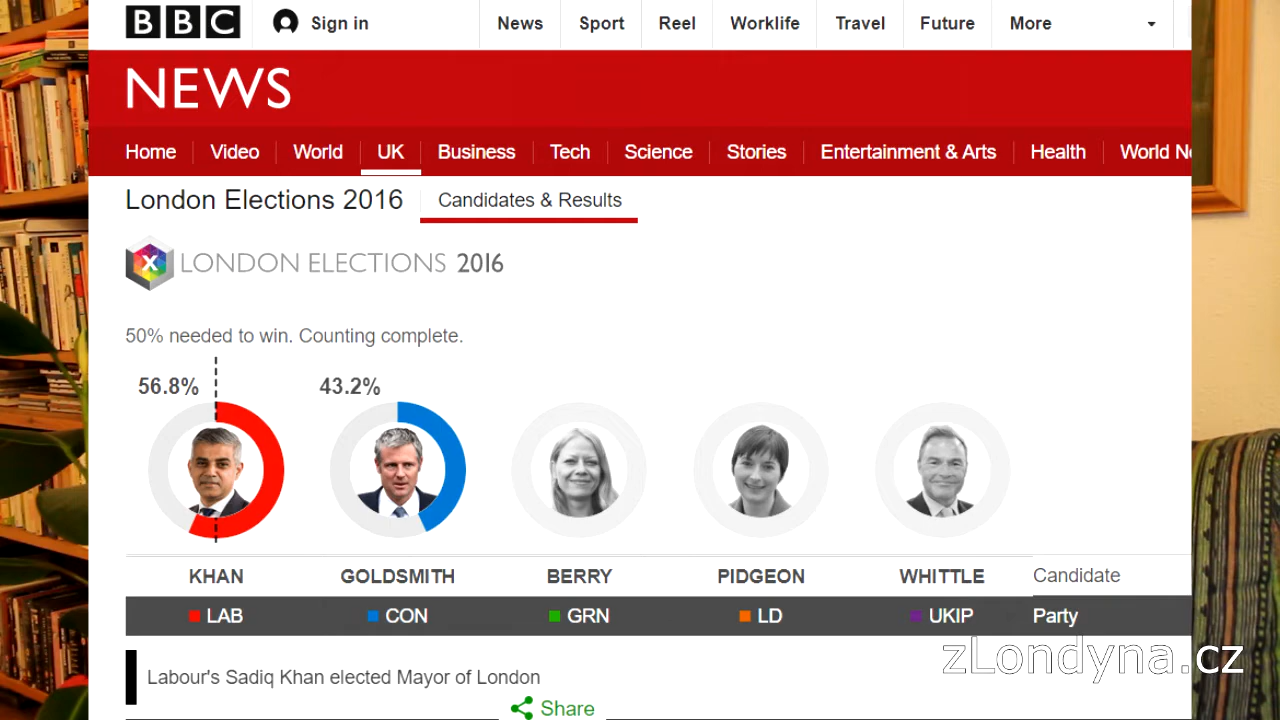 BBC Sign in News Sport Reel Worklife Travel Future More
NEWS
Home Video World UK Business Tech Science Stories Entertainment & Arts Health World
London Elections 2016 Candidates & Results
X LONDON ELECTIONS 2016
50% needed to win. Counting complete.
56.8% 43.2%
KHAN GOLDSMITH BERRY PIDGEON WHITTLE Candidate
LAB CON GRN LD UKIP Party
zLondyna.cz
Labour's Sadiq Khan elected Mayor of London
Share